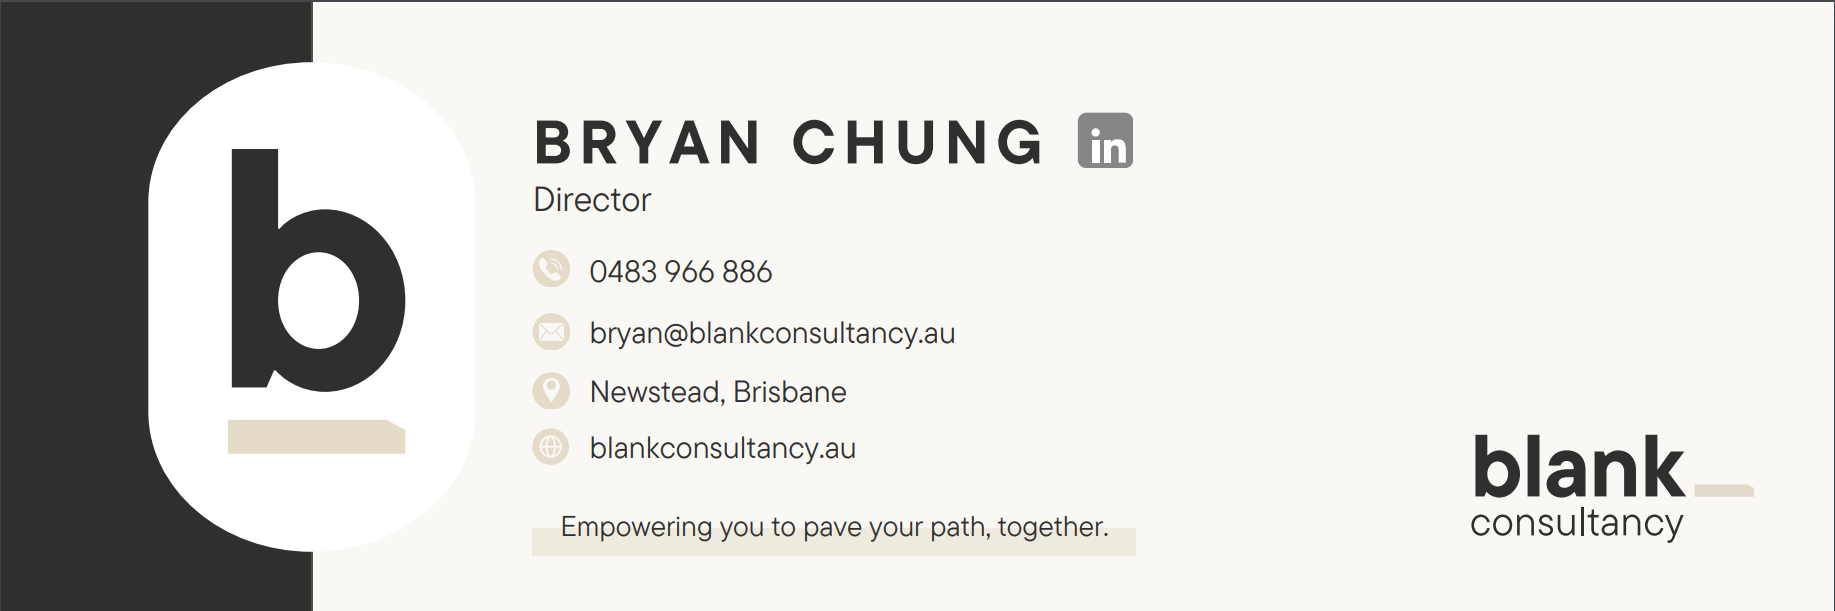 b
BRYAN CHUNG in
Director
0483 966 886
bryan@blankconsultancy.au
Newstead, Brisbane
blankconsultancy.au
Empowering you to pave your path, together.
blank_
consultancy